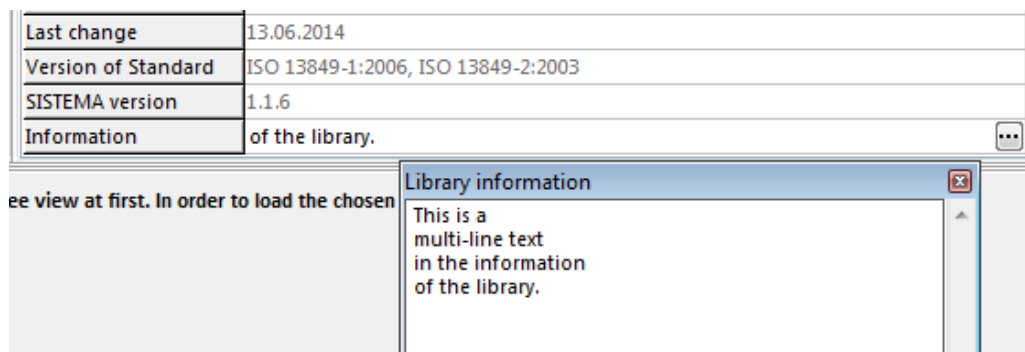 Last change 13.06.2014
Version of Standard ISO 13849-1:2006, ISO 13849-2:2003
SISTEMA version 1.1.6
Information of the library. ...
Library information
ee view at first. In order to load the chosen
This is a
multi-line text
in the information
of the library.